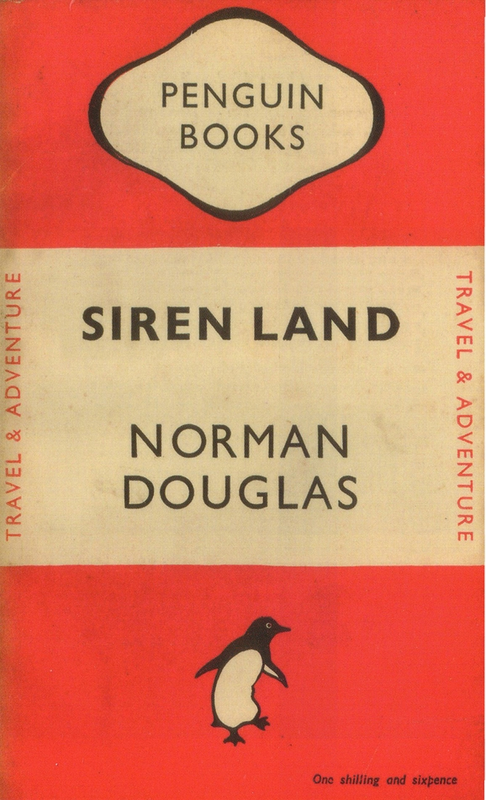 PENGUIN
BOOKS
TRAVEL & ADVENTURE
SIREN LAND
NORMAN
DOUGLAS
TRAVEL & ADVENTURE
One shilling and sixpence